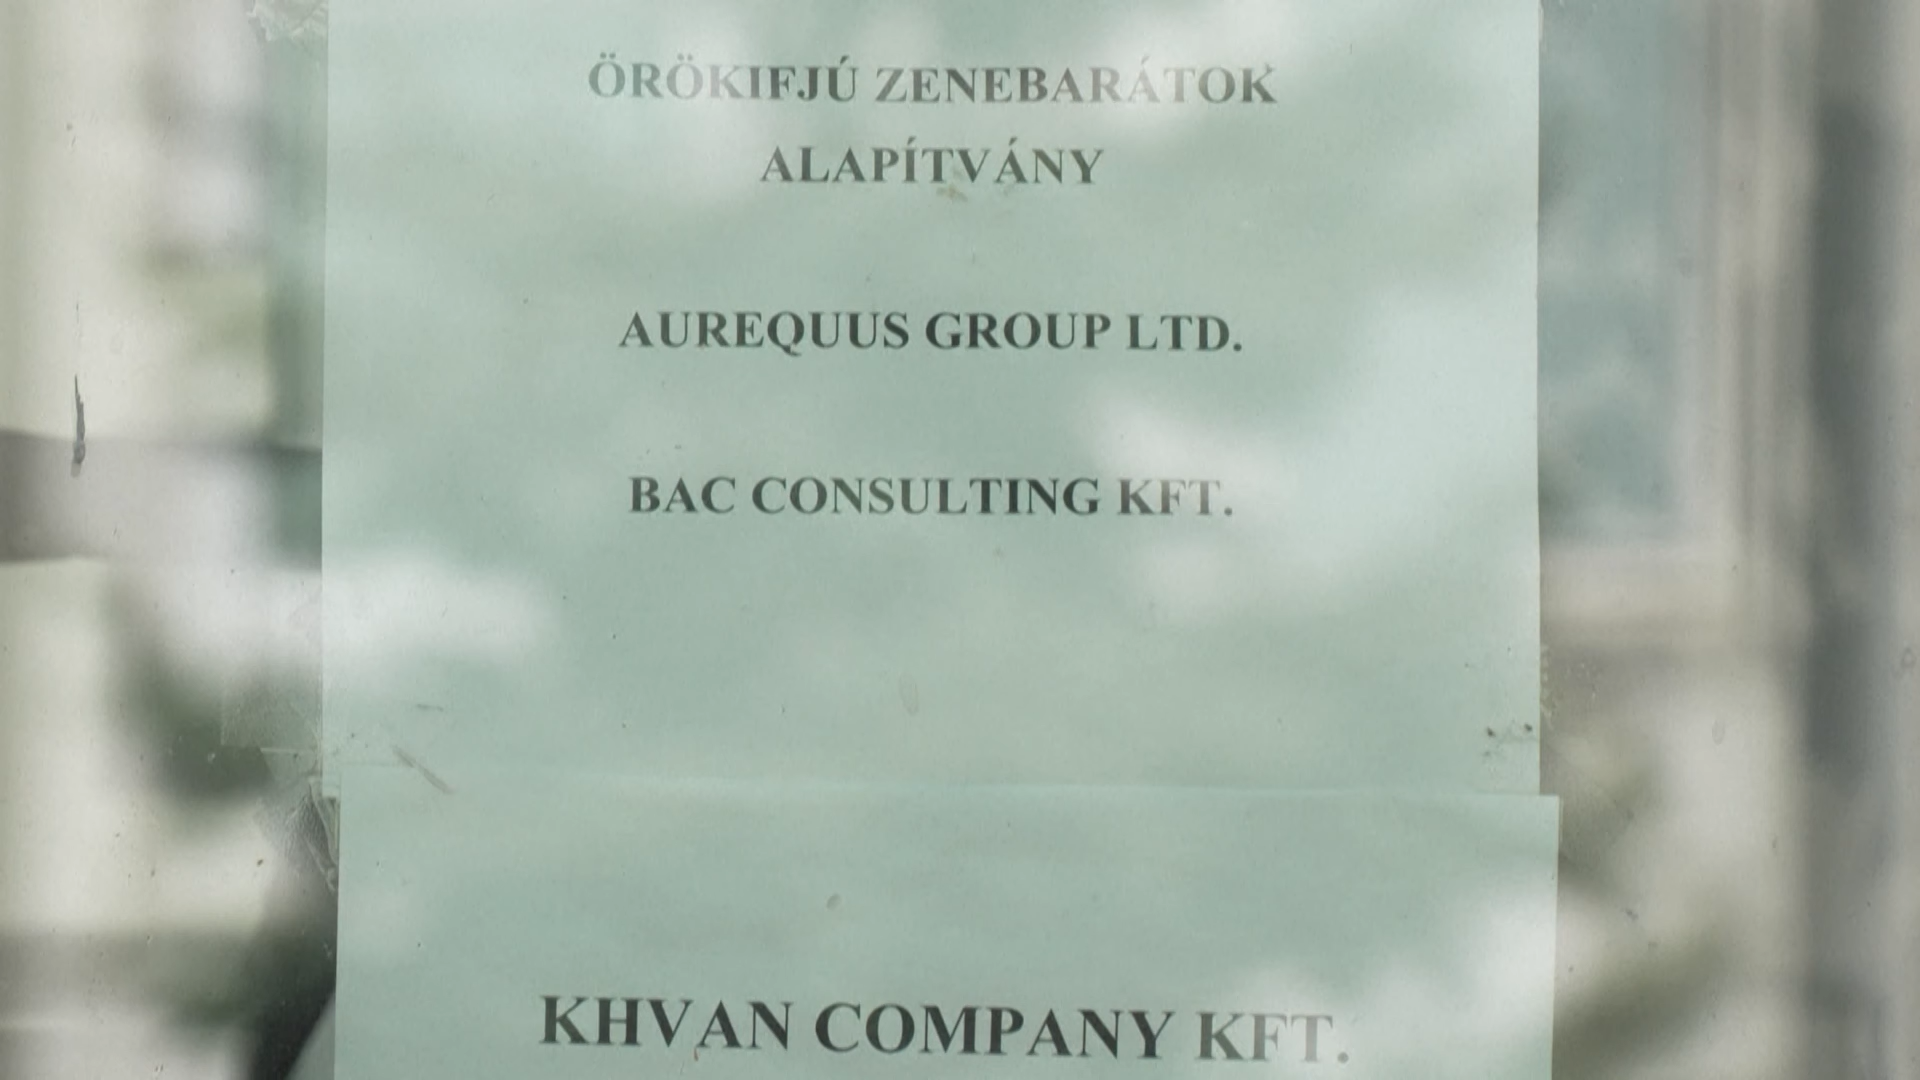 ÖRÖKIFJÚ ZENEBARÁTOK
ALAPÍTVÁNY
AUREQUUS GROUP LTD.
BAC CONSULTING KFT.
KHVAN COMPANY KFT.